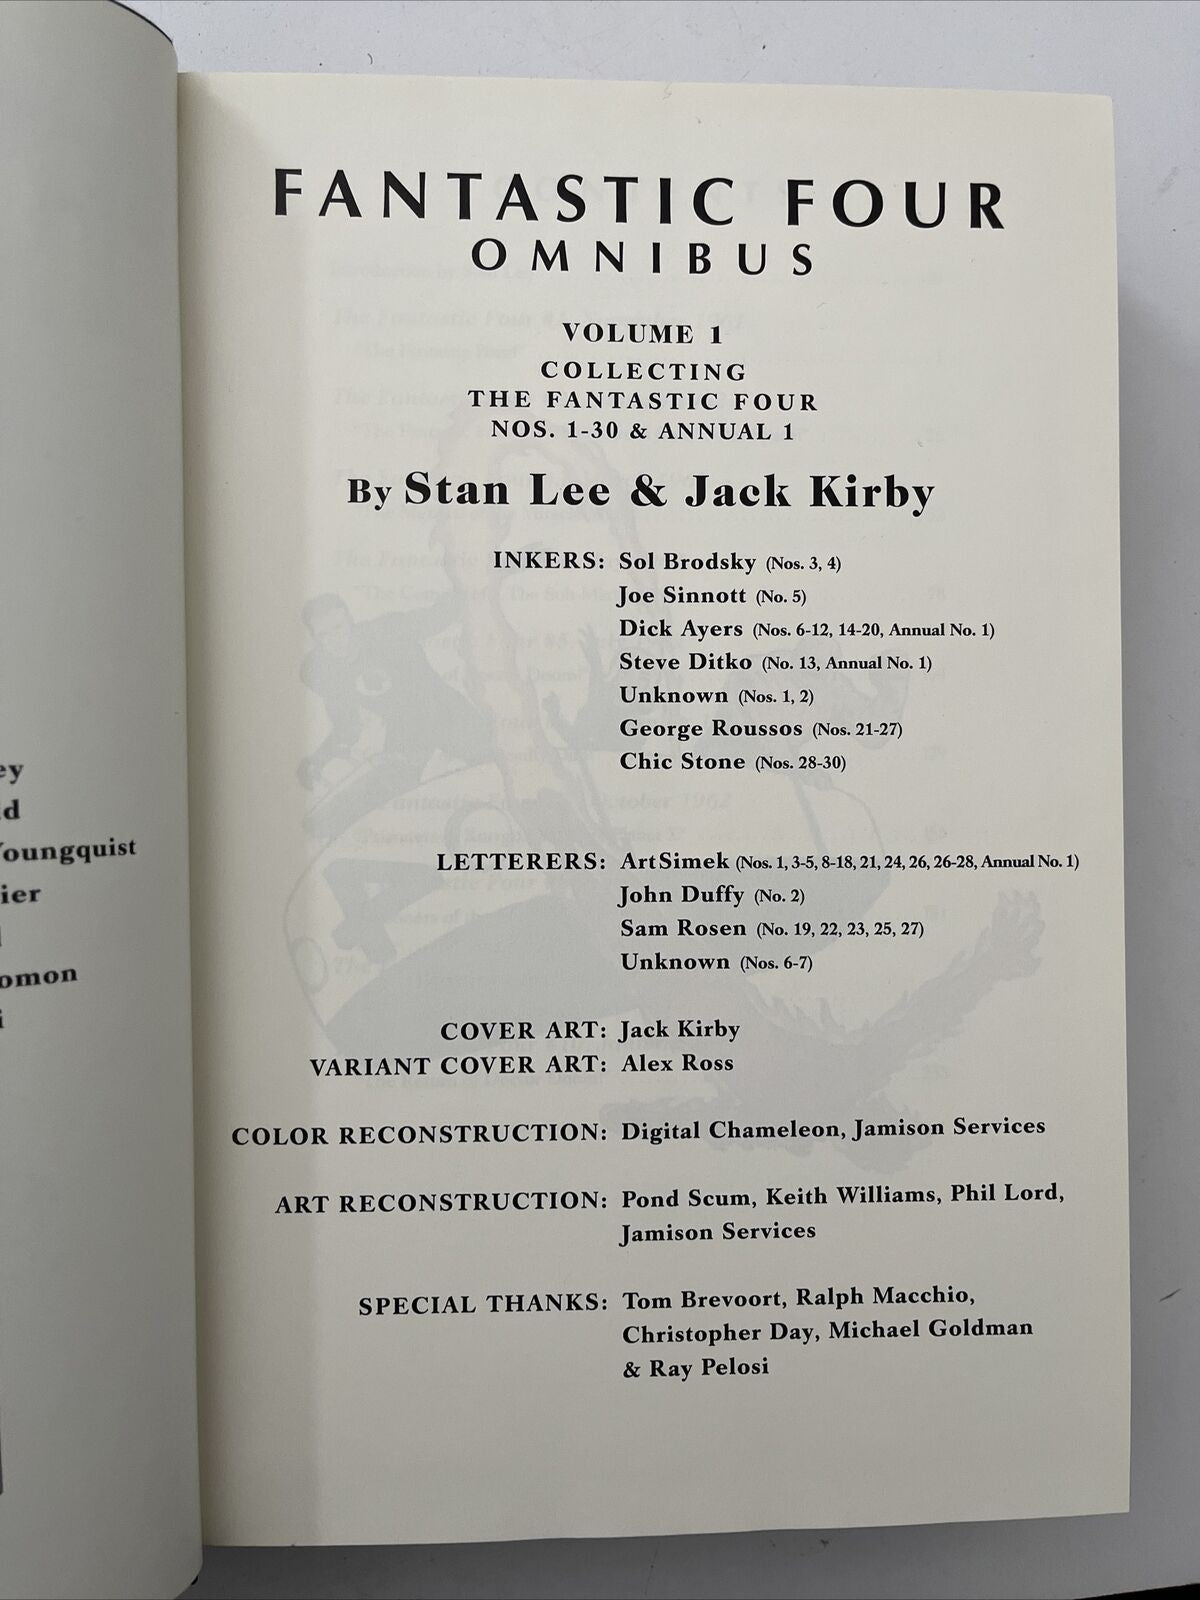 ey
d
Youngquist
ier
omon
i
FANTASTIC FOUR
OMNIBUS
VOLUME 1
COLLECTING
THE FANTASTIC FOUR
NOS. 1-30 & ANNUAL 1
By Stan Lee & Jack Kirby
INKERS: Sol Brodsky (Nos. 3, 4)
Joe Sinnott (No. 5)
Dick Ayers (Nos. 6-12, 14-20, Annual No. 1)
Steve Ditko (No. 13, Annual No. 1)
Unknown (Nos. 1, 2)
George Roussos (Nos. 21-27)
Chic Stone (Nos. 28-30)
LETTERERS: Art Simek (Nos. 1, 3-5, 8-18, 21, 24, 26, 26-28, Annual No. 1)
John Duffy (No. 2)
Sam Rosen (No. 19, 22, 23, 25, 27)
Unknown (Nos. 6-7)
COVER ART: Jack Kirby
VARIANT COVER ART: Alex Ross
COLOR RECONSTRUCTION: Digital Chameleon, Jamison Services
ART RECONSTRUCTION: Pond Scum, Keith Williams, Phil Lord,
Jamison Services
SPECIAL THANKS: Tom Brevoort, Ralph Macchio,
Christopher Day, Michael Goldman
& Ray Pelosi